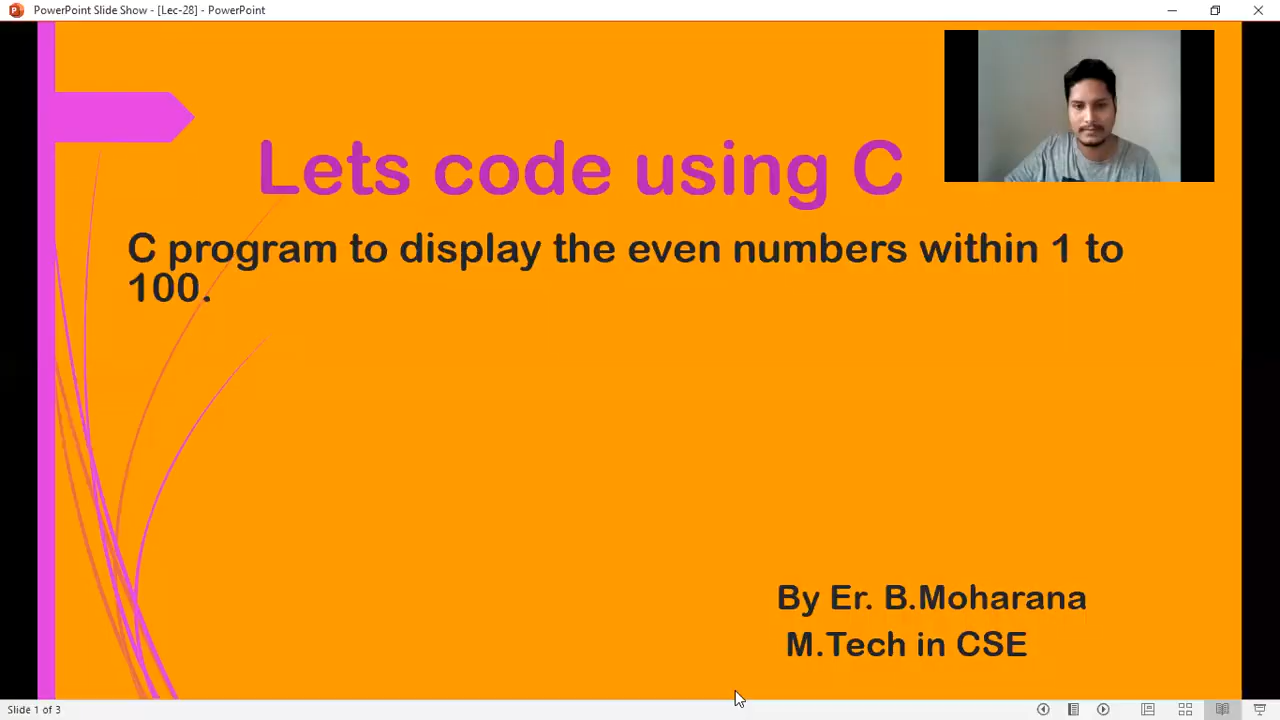 PowerPoint Slide Show - [Lec-28] - PowerPoint
Lets code using C
C program to display the even numbers within 1 to
100.
By Er. B.Moharana
M.Tech in CSE
Slide 1 of 3